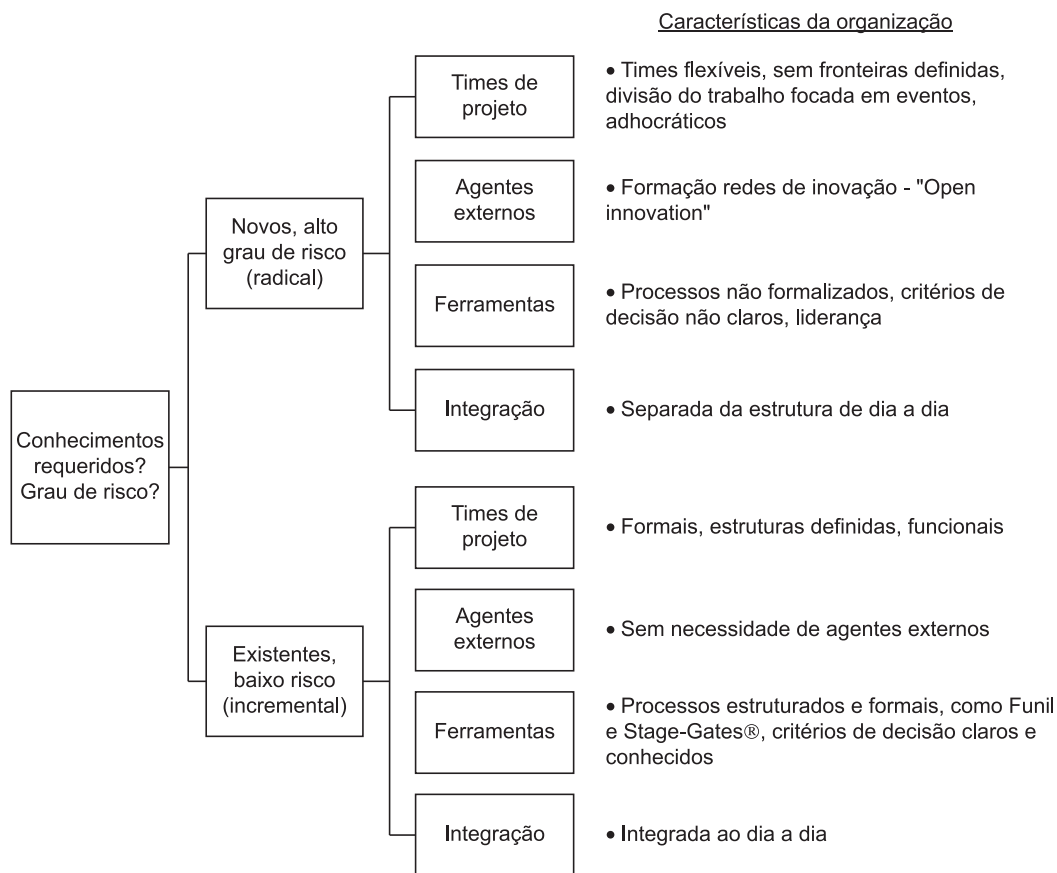 Características da organização
Times de
projeto
• Times flexíveis, sem fronteiras definidas,
divisão do trabalho focada em eventos,
adhocráticos
Agentes
externos
• Formação redes de inovação - "Open
innovation"
Novos, alto
grau de risco
(radical)
Ferramentas
• Processos não formalizados, critérios de
decisão não claros, liderança
Integração
• Separada da estrutura de dia a dia
Conhecimentos
requeridos?
Grau de risco?
Times de
projeto
• Formais, estruturas definidas, funcionais
Agentes
externos
• Sem necessidade de agentes externos
Existentes,
baixo risco
(incremental)
Ferramentas
• Processos estruturados e formais, como Funil
e Stage-Gates®, critérios de decisão claros e
conhecidos
Integração
• Integrada ao dia a dia